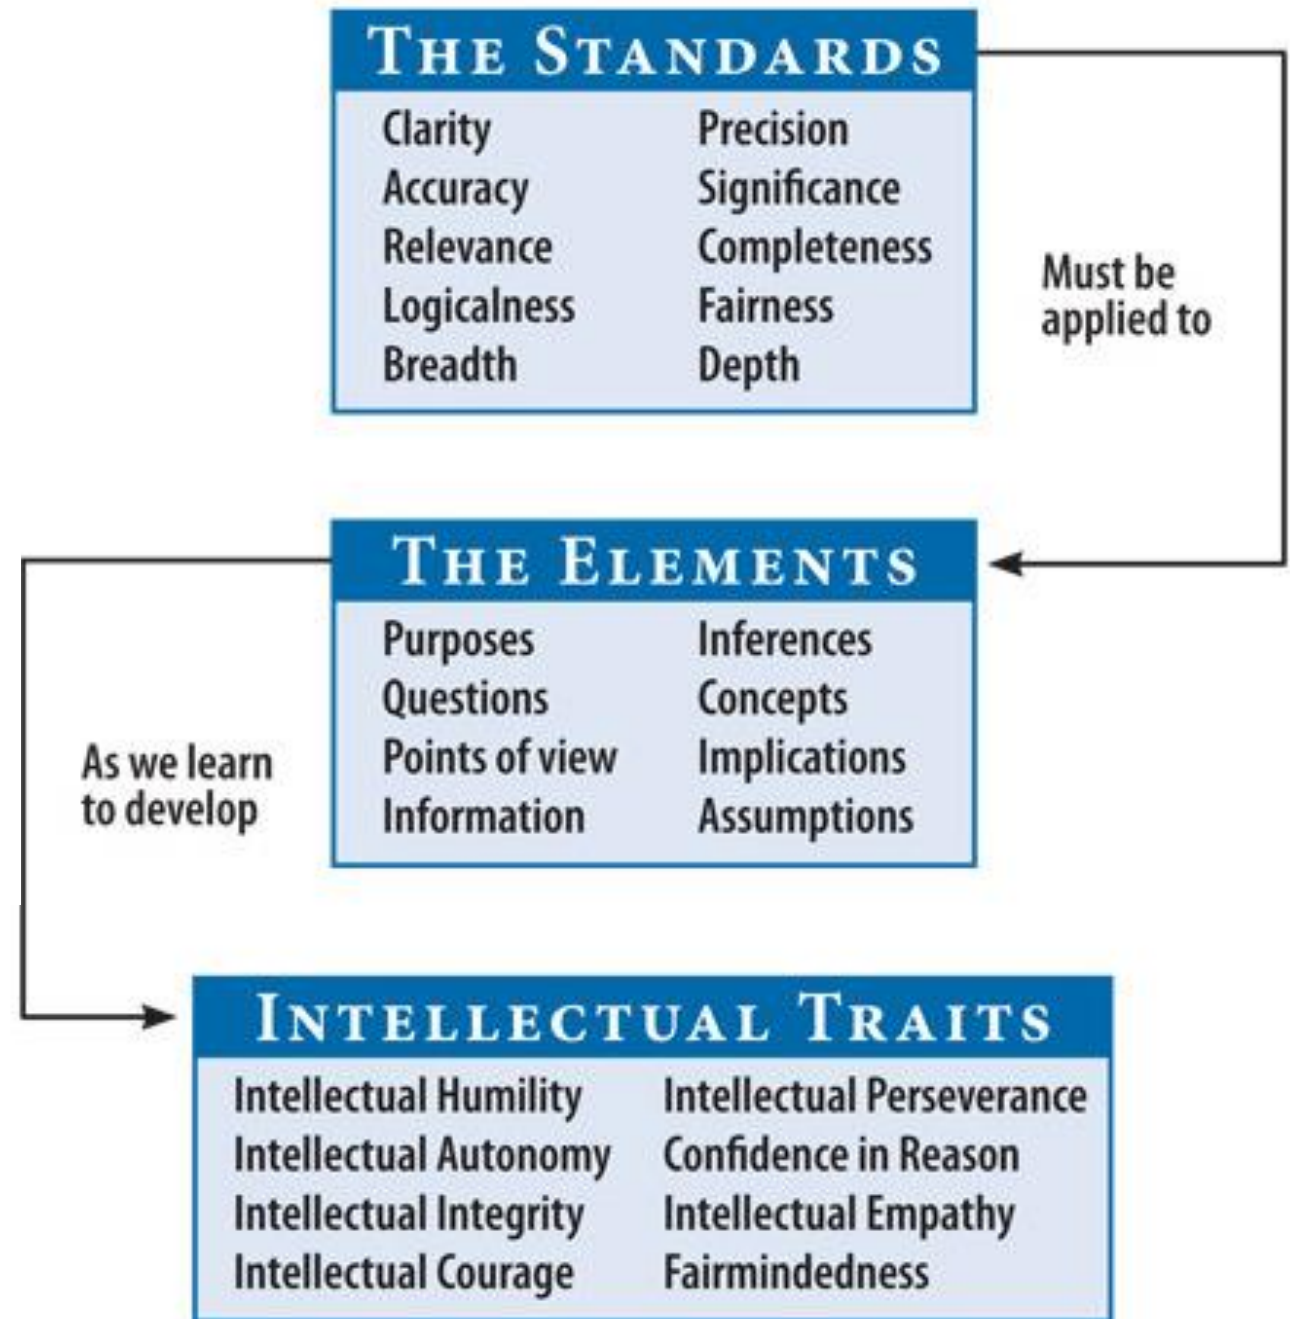 THE STANDARDS
Clarity
Accuracy
Relevance
Logicalness
Breadth
Precision
Significance
Completeness
Fairness
Depth
Must be
applied to
THE ELEMENTS
Purposes
Questions
Points of view
Information
Inferences
Concepts
Implications
Assumptions
As we learn
to develop
INTELLECTUAL TRAITS
Intellectual Humility
Intellectual Autonomy
Intellectual Integrity
Intellectual Courage
Intellectual Perseverance
Confidence in Reason
Intellectual Empathy
Fairmindedness